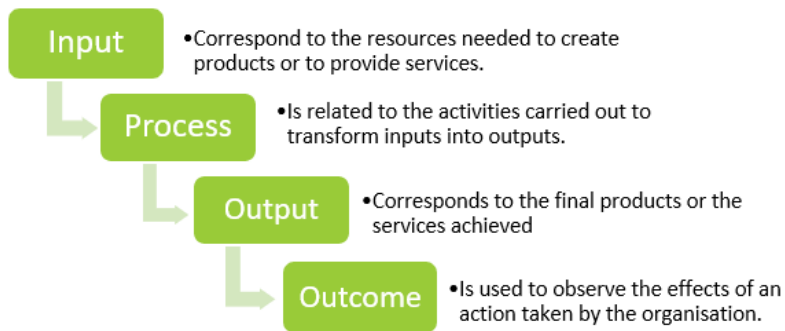 Input
•Correspond to the resources needed to create
products or to provide services.
Process
•Is related to the activities carried out to
transform inputs into outputs.
Output
•Corresponds to the final products or the
services achieved
Outcome
•Is used to observe the effects of an
action taken by the organisation.